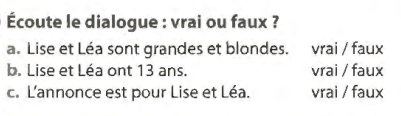 Écoute le dialogue : vrai ou faux ?
a. Lise et Léa sont grandes et blondes. vrai / faux
b. Lise et Léa ont 13 ans. vrai / faux
c. L'annonce est pour Lise et Léa. vrai / faux